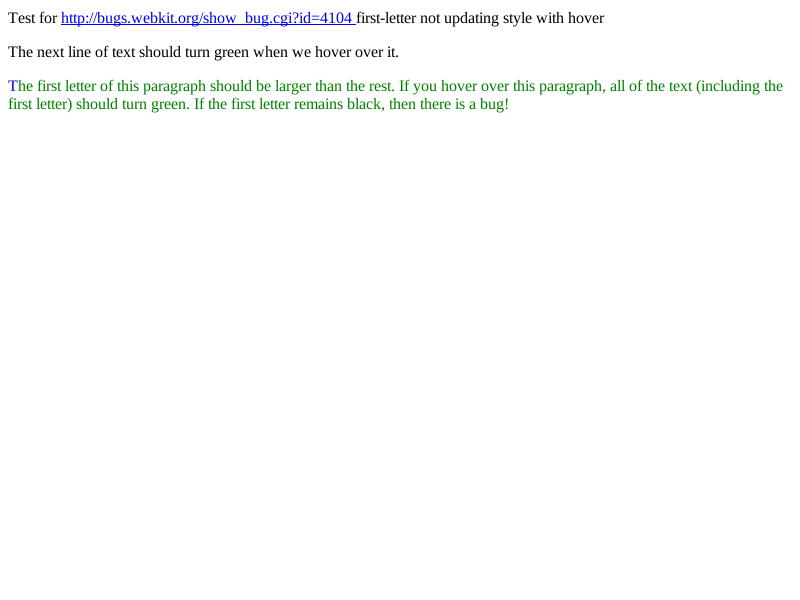 Test for http://bugs.webkit.org/show_bug.cgi?id=4104 first-letter not updating style with hover
The next line of text should turn green when we hover over it.
The first letter of this paragraph should be larger than the rest. If you hover over this paragraph, all of the text (including the
first letter) should turn green. If the first letter remains black, then there is a bug!